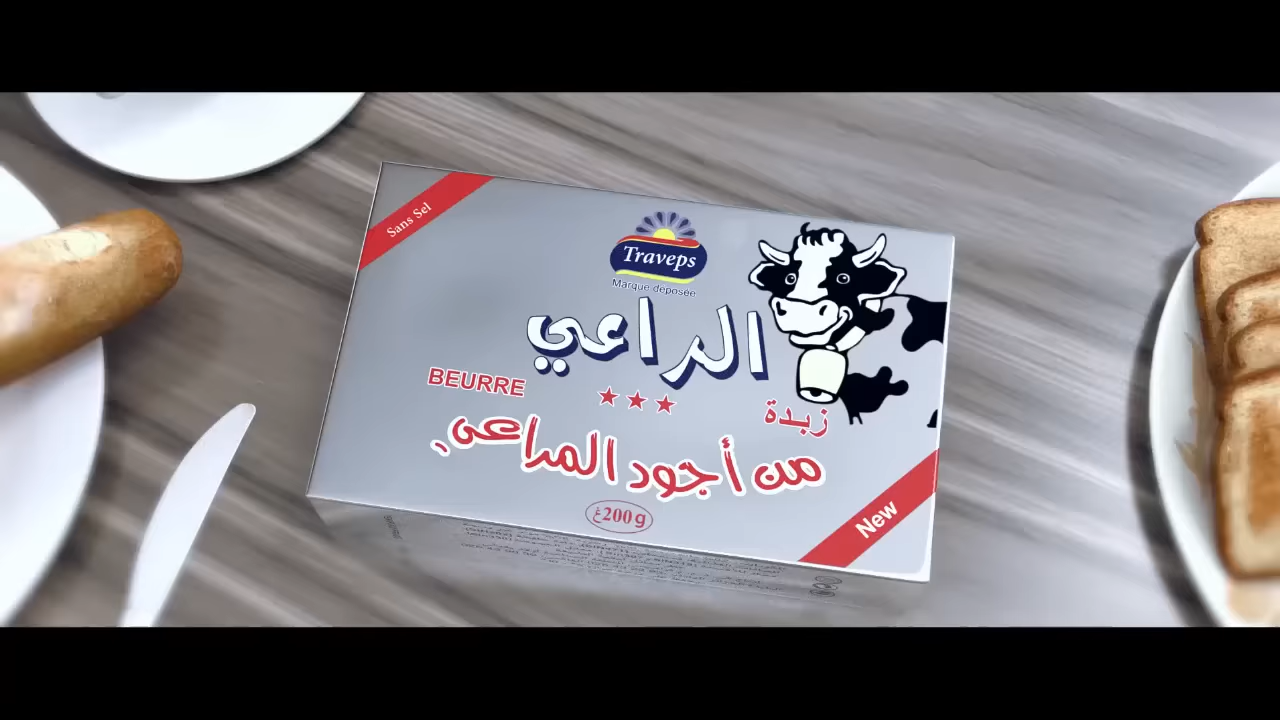 Sans Sel
Traveps
Marque déposée
الراعي
BEURRE
زبدة
من أجود المراعي
200g غ
New